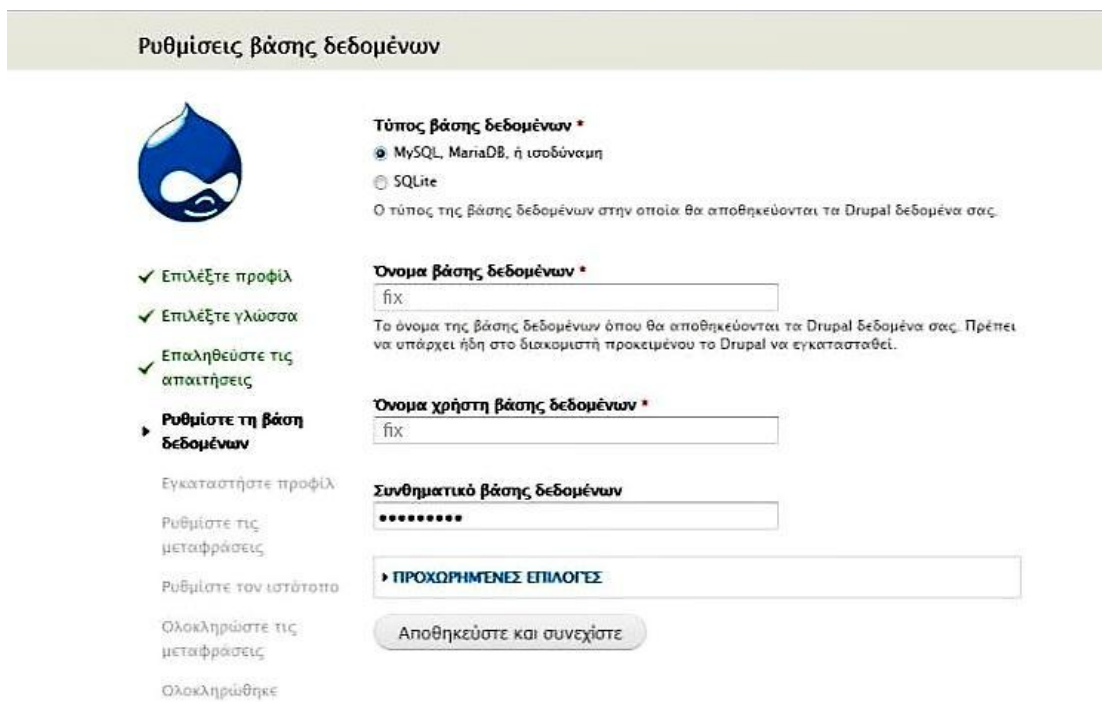 Ρυθμίσεις βάσης δεδομένων
Τύπος βάσης δεδομένων *
MySQL, MariaDB, ή ισοδύναμη
SQLite
Ο τύπος της βάσης δεδομένων στην οποία θα αποθηκεύονται τα Drupal δεδομένα σας.
Επιλέξτε προφίλ
Επιλέξτε γλώσσα
Επαληθεύστε τις
απαιτήσεις
Ρυθμίστε τη βάση
δεδομένων
Εγκαταστήστε προφίλ
Ρυθμίστε τις
μεταφράσεις
Ρυθμίστε τον ιστότοπο
Ολοκληρώστε τις
μεταφράσεις
Ολοκληρώθηκε
Όνομα βάσης δεδομένων *
fix
Το όνομα της βάσης δεδομένων όπου θα αποθηκεύονται τα Drupal δεδομένα σας. Πρέπει
να υπάρχει ήδη στο διακομιστή προκειμένου το Drupal να εγκατασταθεί.
Όνομα χρήστη βάσης δεδομένων *
fix
Συνθηματικό βάσης δεδομένων
•••••••••
ΠΡΟΧΩΡΗΜΈΝΕΣ ΕΠΙΛΟΓΈΣ
Αποθηκεύστε και συνεχίστε